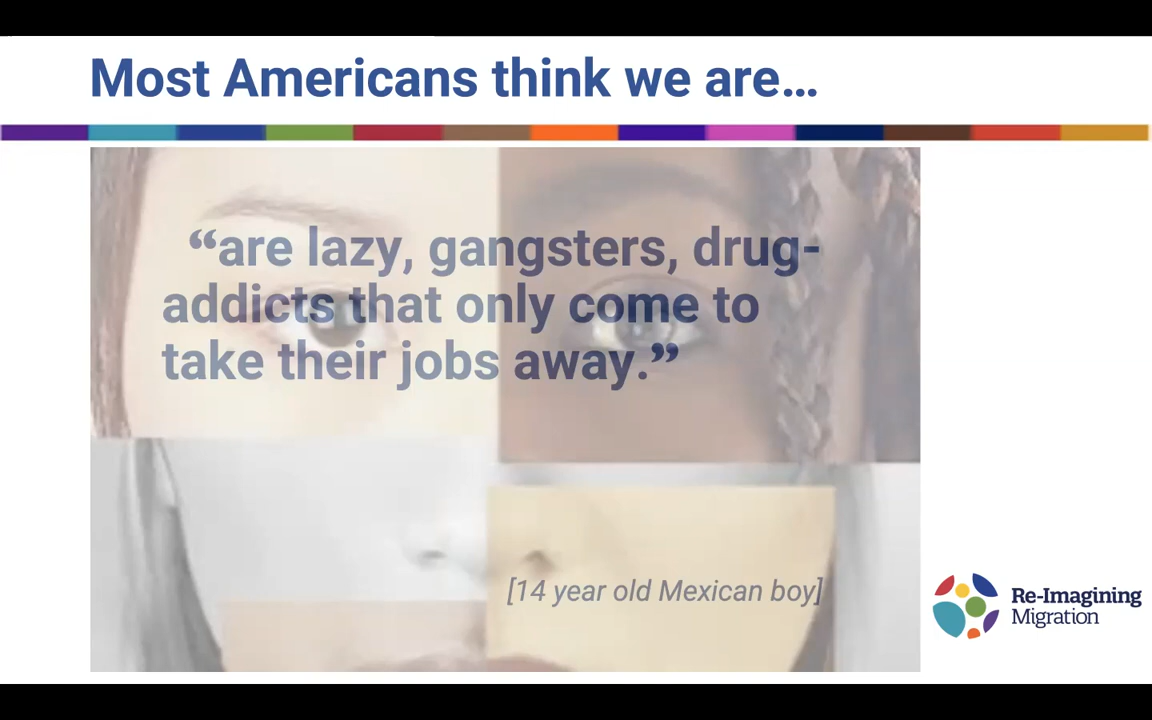 Most Americans think we are...
“are lazy, gangsters, drug-
addicts that only come to
take their jobs away.”
[14 year old Mexican boy]
Re-Imagining
Migration